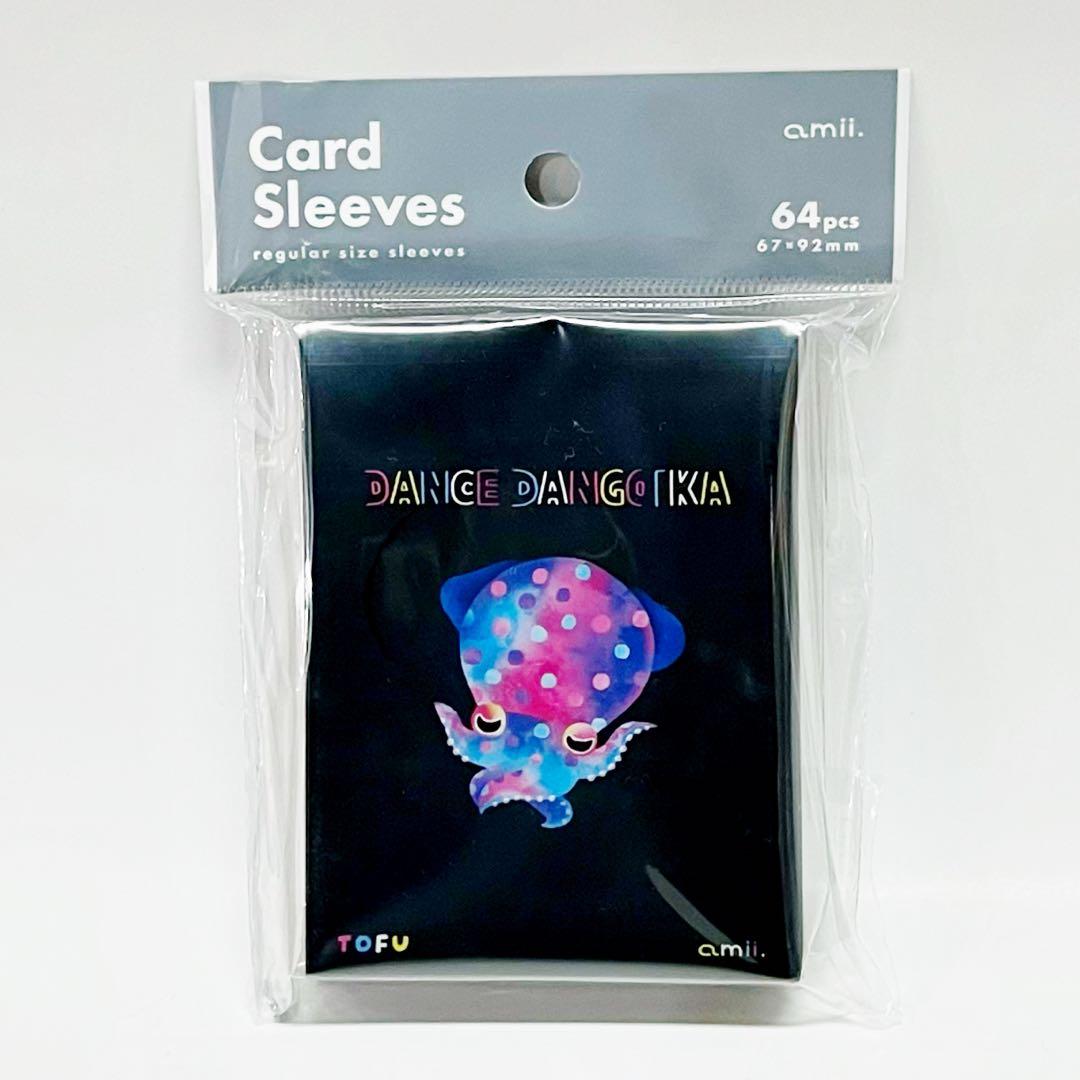 Card
Sleeves
regular size sleeves
amii.
64pcs
67×92mm
DANCE DANGOIKA
TOFU
amii.